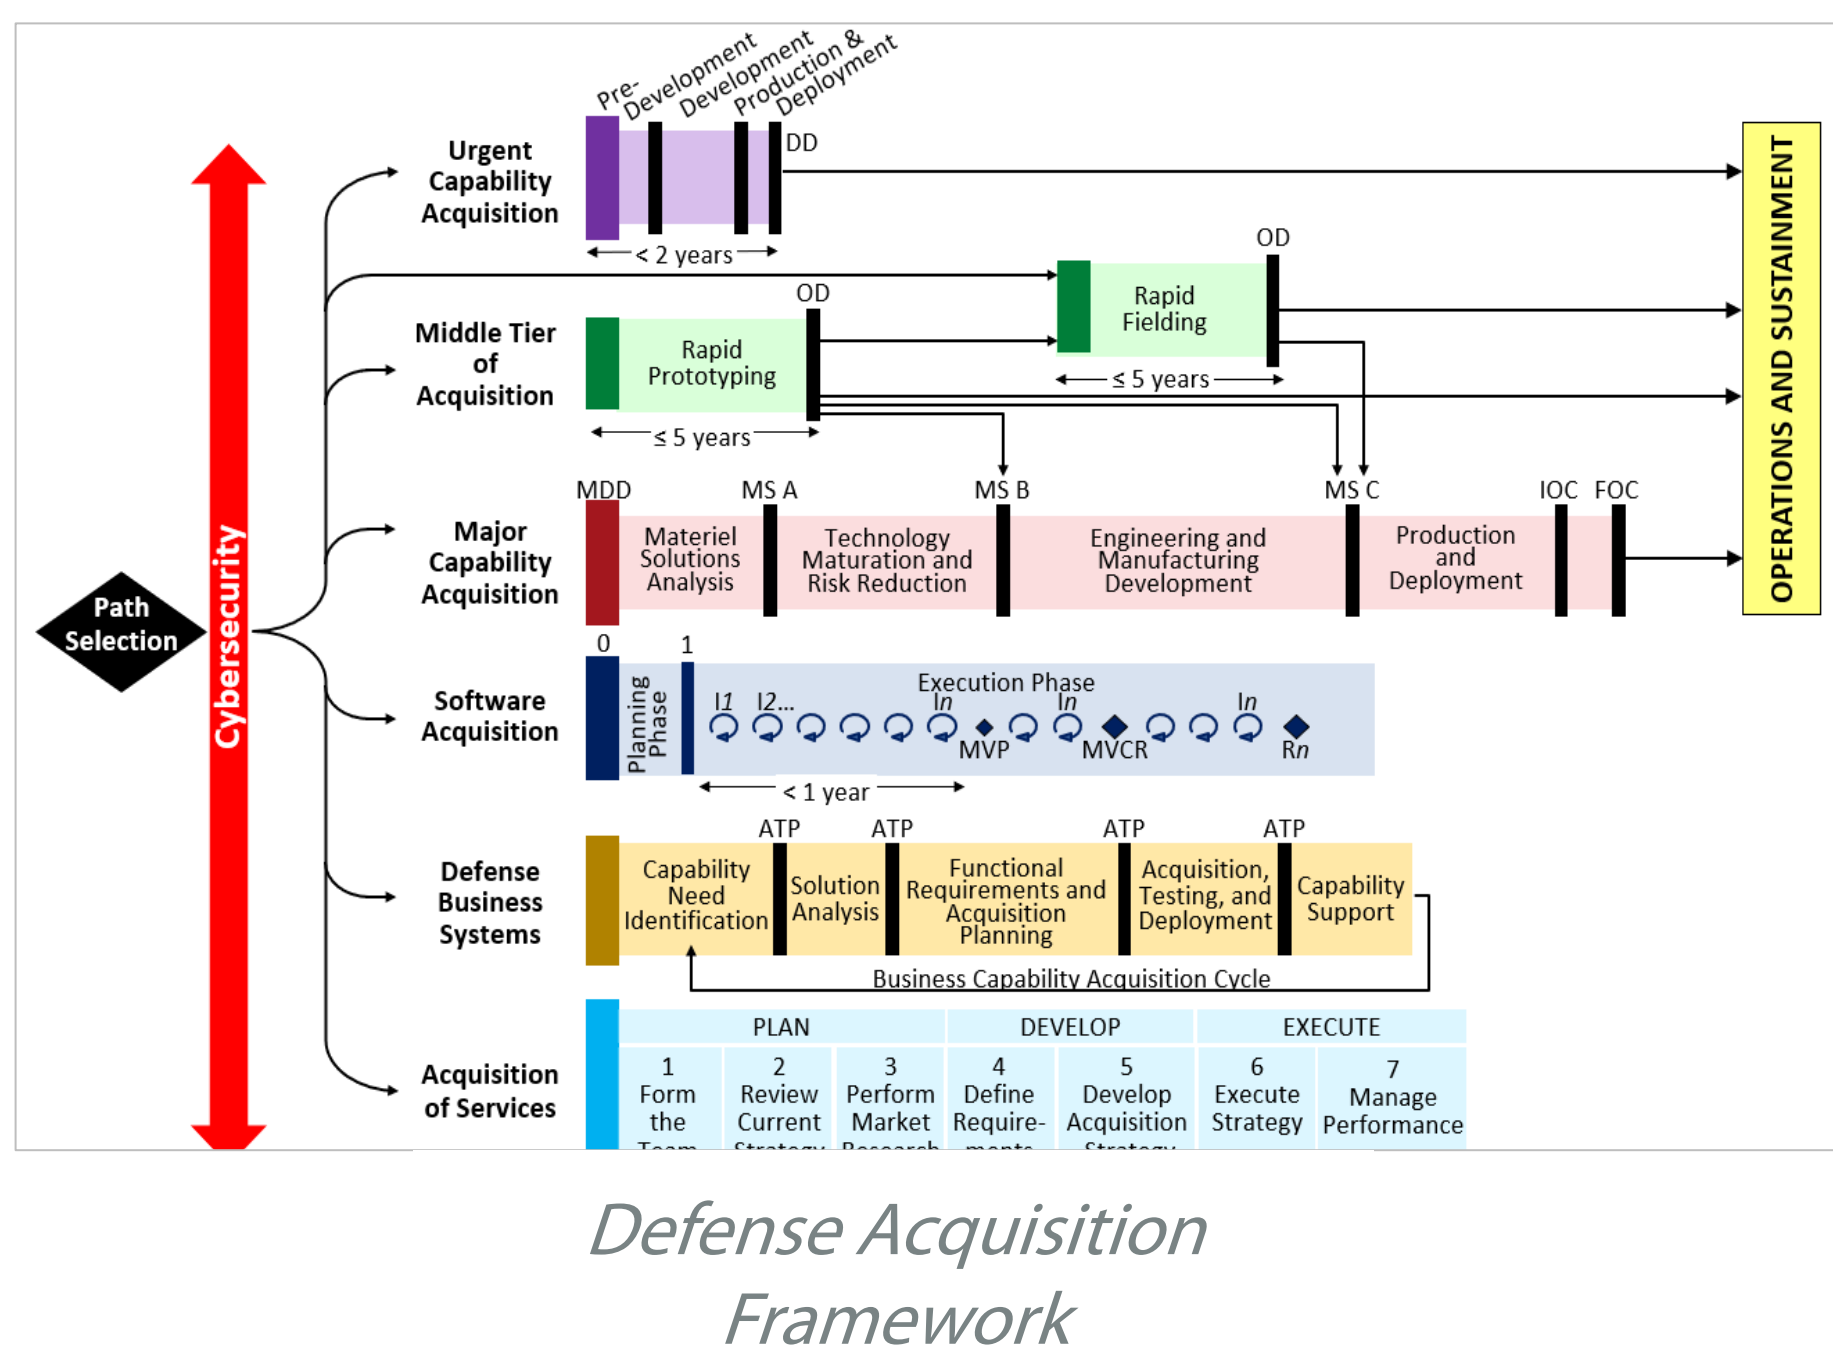 Pre-
Development
Development
Production &
Deployment
DD
Urgent
Capability
Acquisition
< 2 years
OD
Rapid
Fielding
≤ 5 years
OD
Middle Tier
of
Acquisition
Rapid
Prototyping
≤ 5 years
OPERATIONS AND SUSTAINMENT
Path
Selection
Cybersecurity
MDD
MS A
MS B
MS C
IOC
FOC
Major
Capability
Acquisition
Materiel
Solutions
Analysis
Technology
Maturation and
Risk Reduction
Engineering and
Manufacturing
Development
Production
and
Deployment
0
1
Software
Acquisition
Planning
Phase
Execution Phase
I1
I2...
In
In
In
MVP
MVCR
Rn
< 1 year
ATP
ATP
ATP
ATP
Defense
Business
Systems
Capability
Need
Identification
Solution
Analysis
Functional
Requirements and
Acquisition
Planning
Acquisition,
Testing, and
Deployment
Capability
Support
Business Capability Acquisition Cycle
Acquisition
of Services
PLAN
DEVELOP
EXECUTE
1
Form
the
Team
2
Review
Current
Strategy
3
Perform
Market
Research
4
Define
Require-
ments
5
Develop
Acquisition
Strategy
6
Execute
Strategy
7
Manage
Performance
Defense Acquisition
Framework